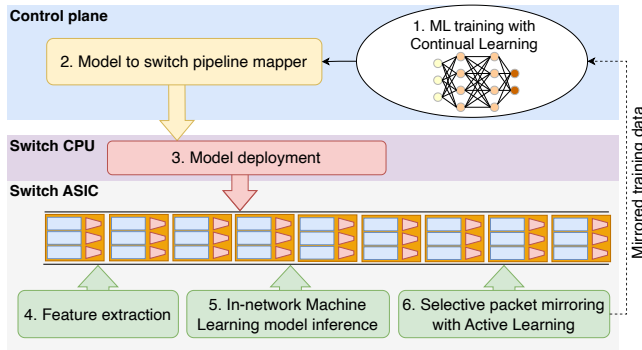 Control plane
1. ML training with
Continual Learning
2. Model to switch pipeline mapper
Switch CPU
3. Model deployment
Switch ASIC
4. Feature extraction
5. In-network Machine
Learning model inference
6. Selective packet mirroring
with Active Learning
Mirrored training data